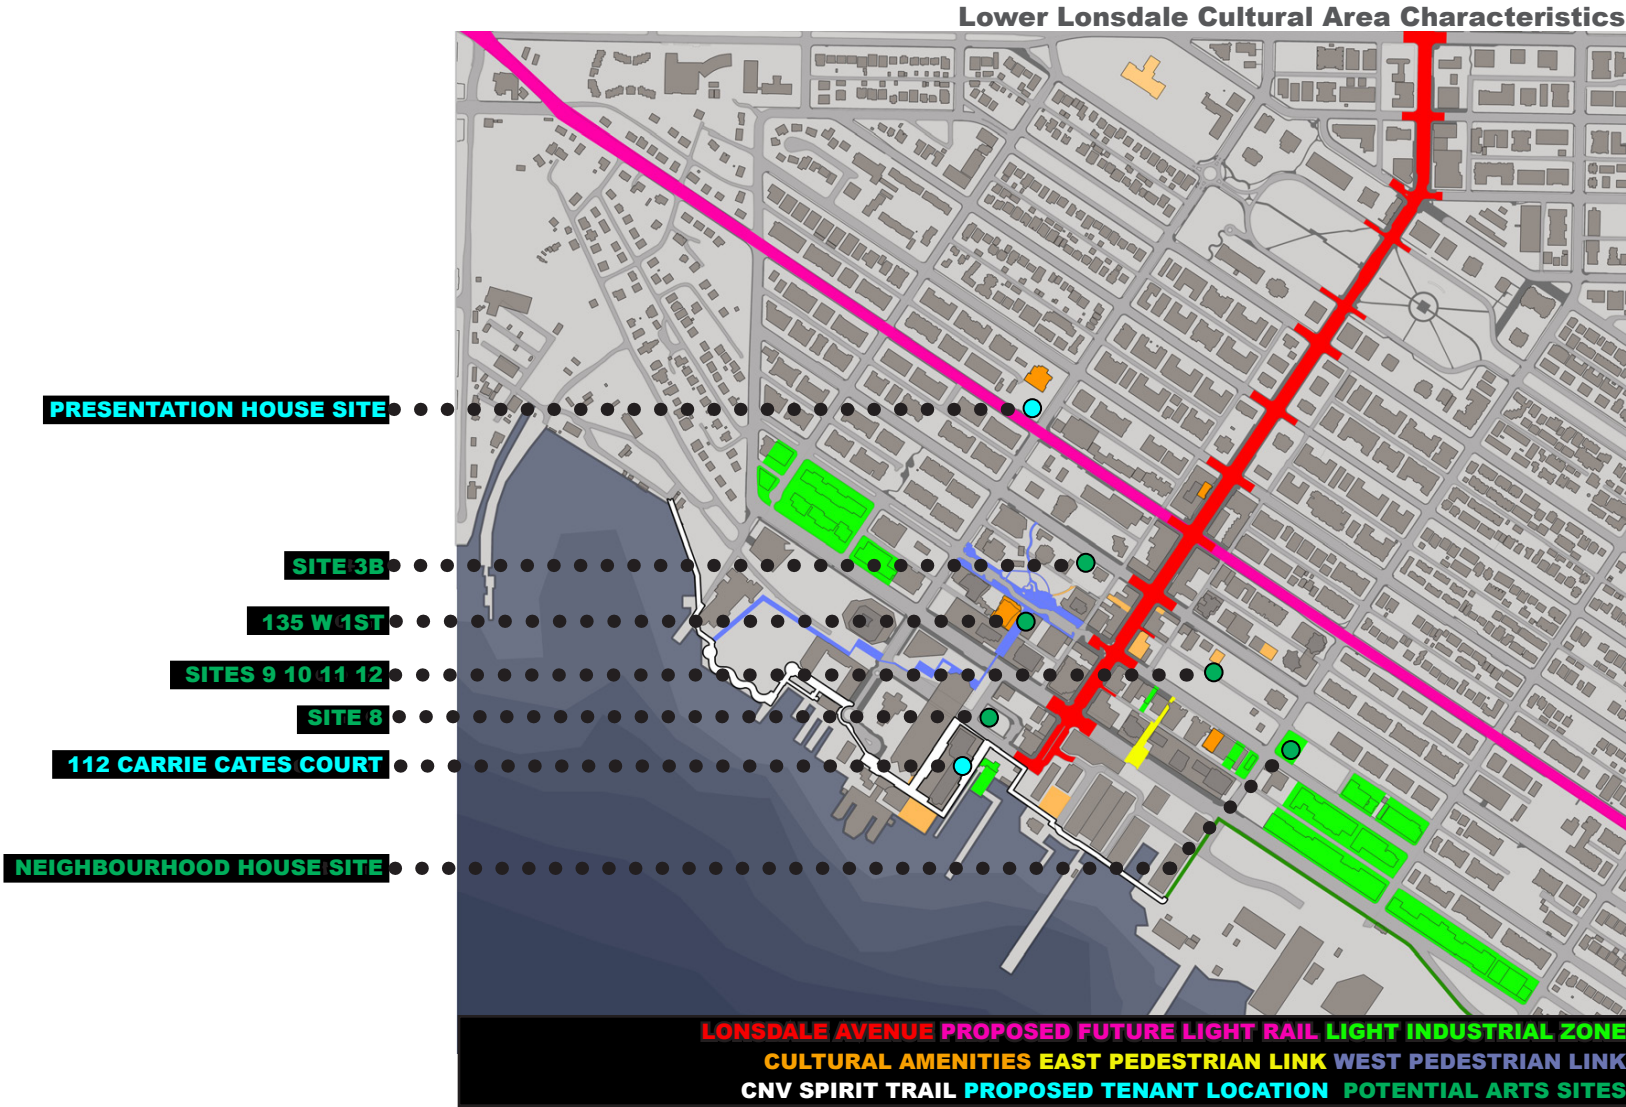 Lower Lonsdale Cultural Area Characteristics
PRESENTATION HOUSE SITE
SITE 3B
135 W 1ST
SITES 9 10 11 12
SITE 8
112 CARRIE CATES COURT
NEIGHBOURHOOD HOUSE SITE
LONSDALE AVENUE PROPOSED FUTURE LIGHT RAIL LIGHT INDUSTRIAL ZONE
CULTURAL AMENITIES EAST PEDESTRIAN LINK WEST PEDESTRIAN LINK
CNV SPIRIT TRAIL PROPOSED TENANT LOCATION POTENTIAL ARTS SITES